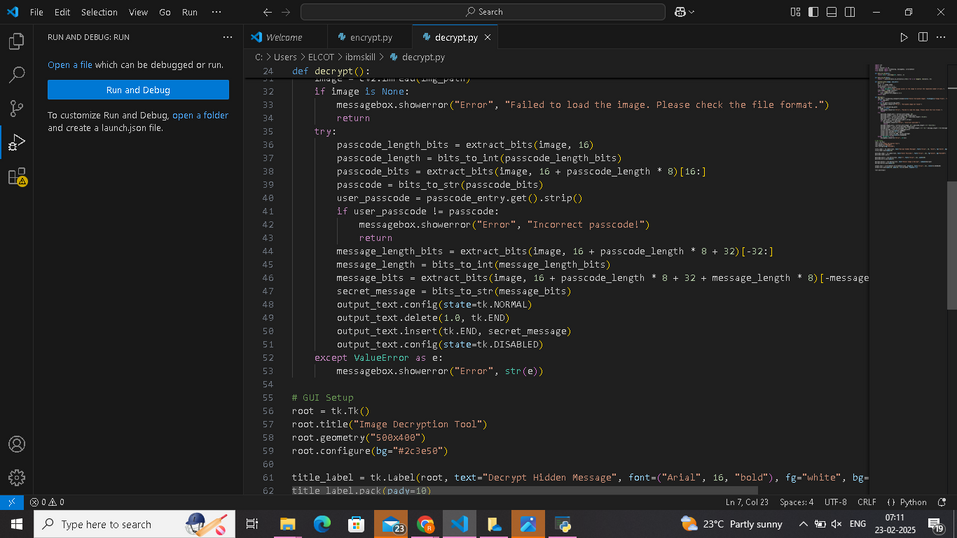 File Edit Selection View Go Run ··· Search
RUN AND DEBUG: RUN ···
Open a file which can be debugged or run.
Run and Debug
To customize Run and Debug, open a folder
and create a launch.json file.
Welcome encrypt.py decrypt.py
C: > Users > ELCOT > ibmskill > decrypt.py
24 def decrypt():
32 if image is None:
33 messagebox.showerror("Error", "Failed to load the image. Please check the file format.")
34 return
35 try:
36 passcode_length_bits = extract_bits(image, 16)
37 passcode_length = bits_to_int(passcode_length_bits)
38 passcode_bits = extract_bits(image, 16 + passcode_length * 8)[16:]
39 passcode = bits_to_str(passcode_bits)
40 user_passcode = passcode_entry.get().strip()
41 if user_passcode != passcode:
42 messagebox.showerror("Error", "Incorrect passcode!")
43 return
44 message_length_bits = extract_bits(image, 16 + passcode_length * 8 + 32)[-32:]
45 message_length = bits_to_int(message_length_bits)
46 message_bits = extract_bits(image, 16 + passcode_length * 8 + 32 + message_length * 8)[-message
47 secret_message = bits_to_str(message_bits)
48 output_text.config(state=tk.NORMAL)
49 output_text.delete(1.0, tk.END)
50 output_text.insert(tk.END, secret_message)
51 output_text.config(state=tk.DISABLED)
52 except ValueError as e:
53 messagebox.showerror("Error", str(e))
54
55 # GUI Setup
56 root = tk.Tk()
57 root.title("Image Decryption Tool")
58 root.geometry("500x400")
59 root.configure(bg="#2c3e50")
60
61 title_label = tk.Label(root, text="Decrypt Hidden Message", font=("Arial", 16, "bold"), fg="white", bg=
62 title_label.pack(pady=10)
0 0 Ln 7, Col 23 Spaces: 4 UTF-8 CRLF {} Python
Type here to search 23 23°C Partly sunny ENG 07:11
23-02-2025 19